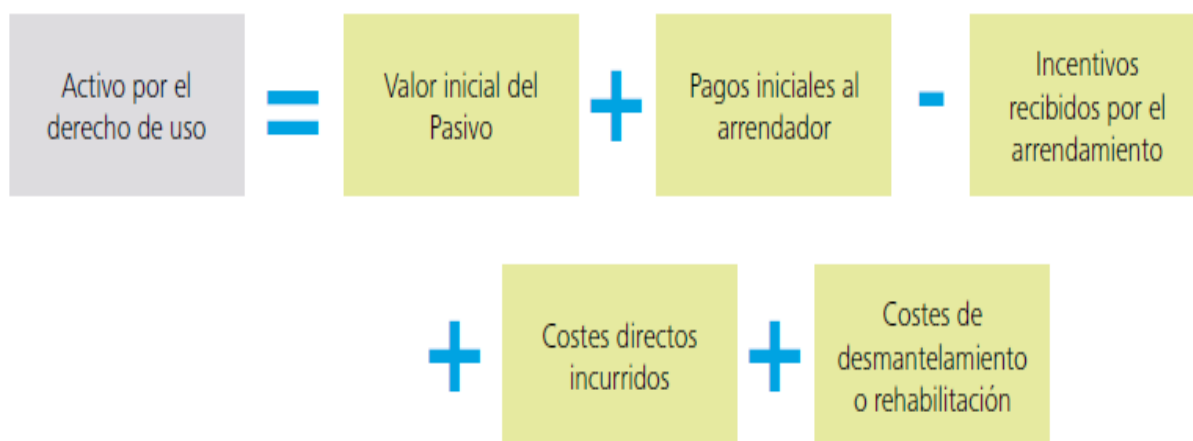 Activo por el
derecho de uso
=
Valor inicial del
Pasivo
+
Pagos iniciales al
arrendador
-
Incentivos
recibidos por el
arrendamiento
+
Costes directos
incurridos
+
Costes de
desmantelamiento
o rehabilitación